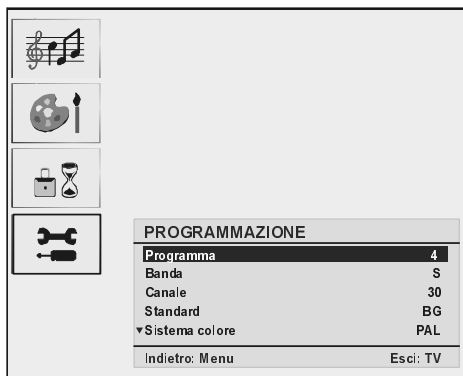 PROGRAMMAZIONE
Programma 4
Banda S
Canale 30
Standard BG
▼Sistema colore PAL
Indietro: Menu Esci: TV